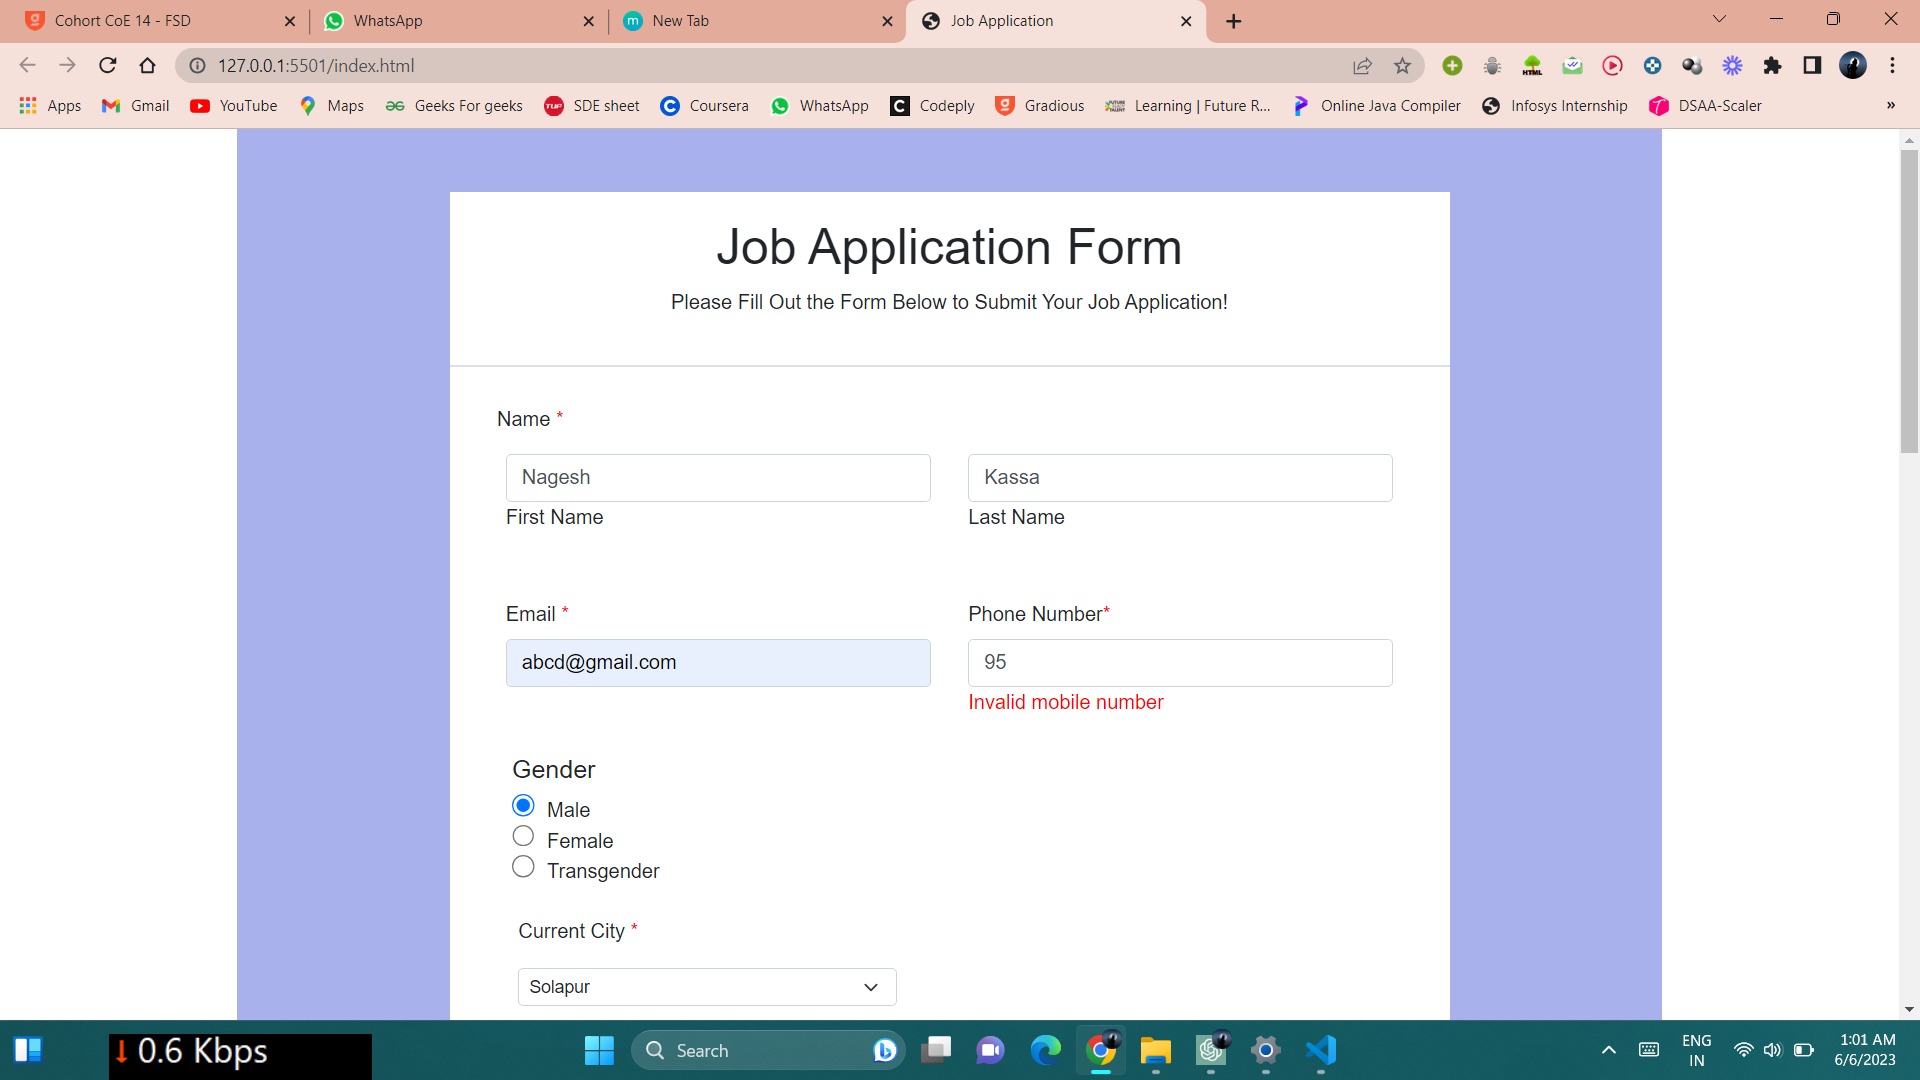 Cohort CoE 14 - FSD
WhatsApp
New Tab
Job Application
127.0.0.1:5501/index.html
Apps
Gmail
YouTube
Maps
Geeks For geeks
SDE sheet
Coursera
WhatsApp
Codeply
Gradious
Learning | Future R...
Online Java Compiler
Infosys Internship
DSAA-Scaler
»
Job Application Form
Please Fill Out the Form Below to Submit Your Job Application!
Name *
Nagesh
Kassa
First Name
Last Name
Email *
Phone Number*
abcd@gmail.com
95
Invalid mobile number
Gender
Male
Female
Transgender
Current City *
Solapur
0.6 Kbps
Search
ENG
IN
1:01 AM
6/6/2023